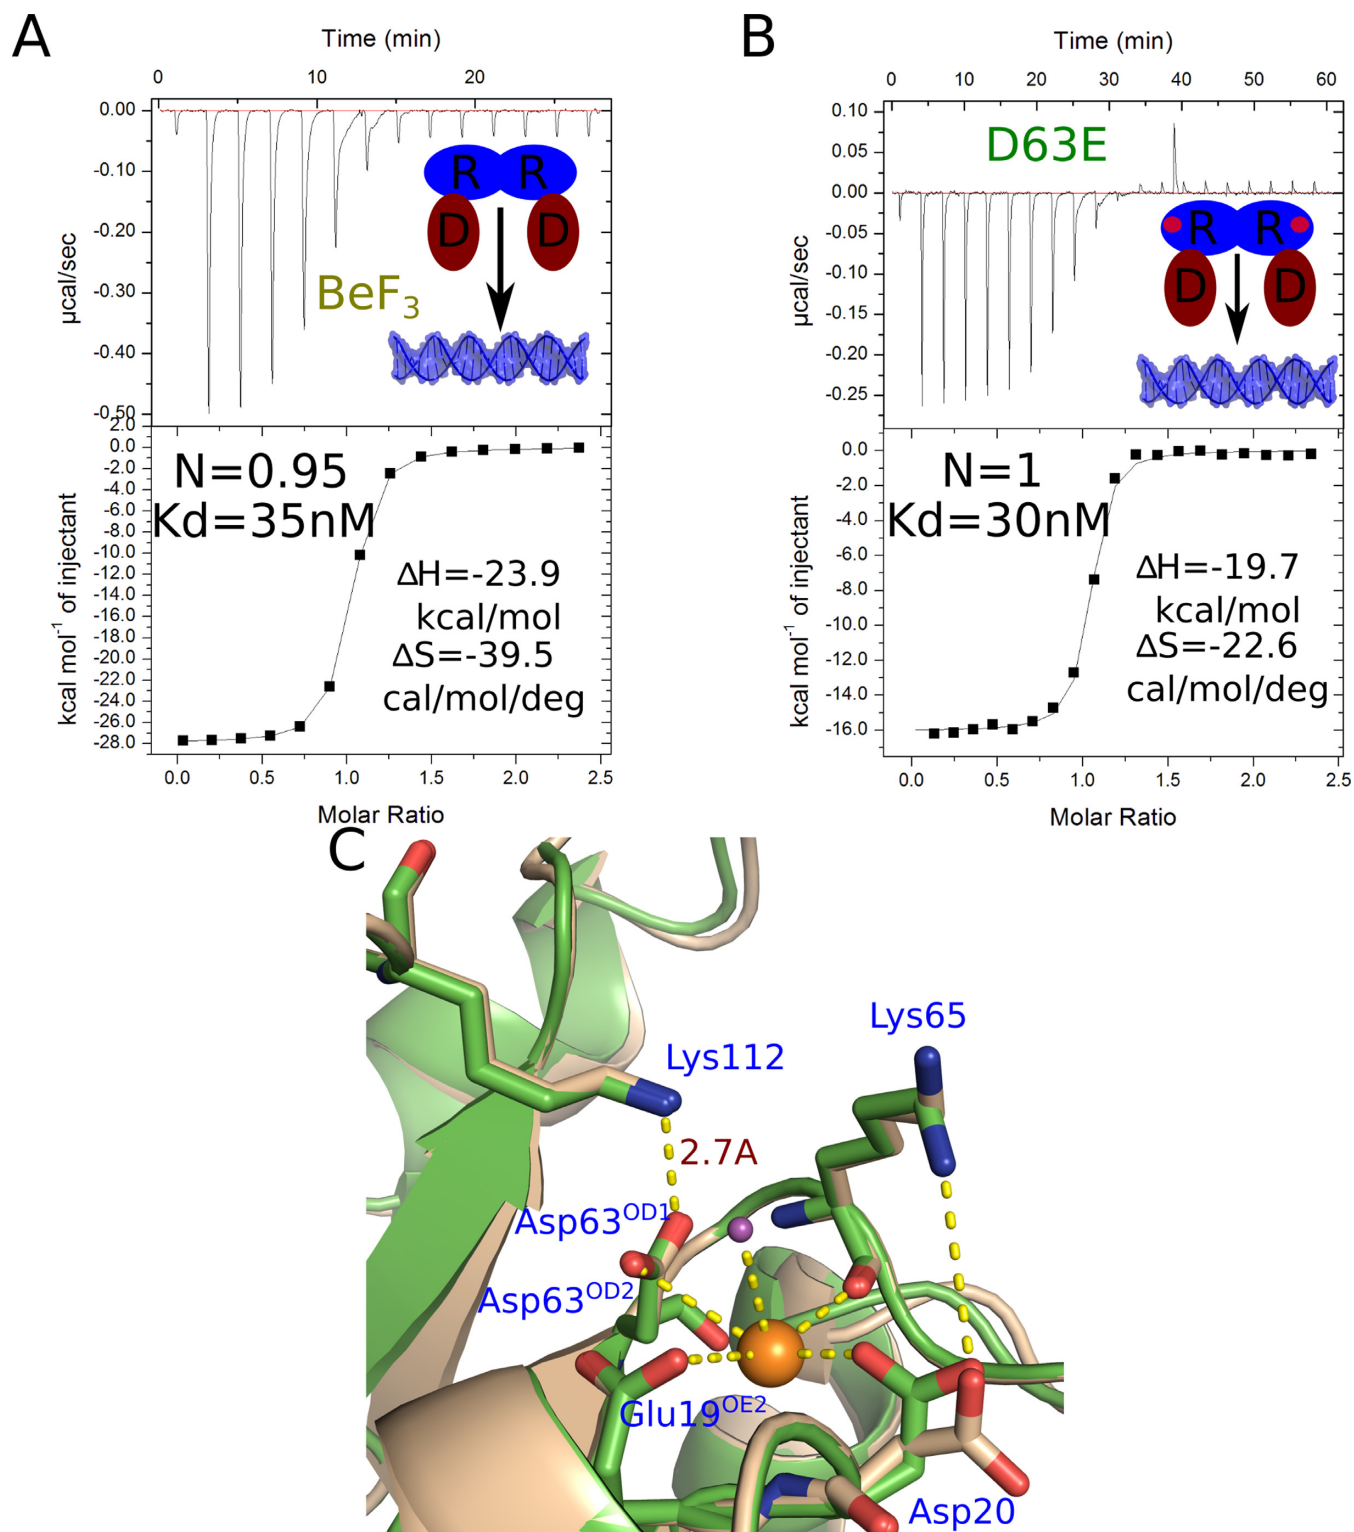 A
Time (min)
0 10 20
0.00
-0.10
-0.20
-0.30
-0.40
-0.50
µcal/sec
R R
D D
BeF3
2.0
0.0
-2.0
-4.0
-6.0
-8.0
-10.0
-12.0
-14.0
-16.0
-18.0
-20.0
-22.0
-24.0
-26.0
-28.0
kcal mol-1 of injectant
N=0.95
Kd=35nM
ΔH=-23.9
kcal/mol
ΔS=-39.5
cal/mol/deg
0.0 0.5 1.0 1.5 2.0 2.5
Molar Ratio
B
Time (min)
0 10 20 30 40 50 60
0.10
0.05
0.00
-0.05
-0.10
-0.15
-0.20
-0.25
µcal/sec
D63E
R R
D D
0.0
-2.0
-4.0
-6.0
-8.0
-10.0
-12.0
-14.0
-16.0
kcal mol-1 of injectant
N=1
Kd=30nM
ΔH=-19.7
kcal/mol
ΔS=-22.6
cal/mol/deg
0.0 0.5 1.0 1.5 2.0 2.5
Molar Ratio
C
Lys65
Lys112
2.7A
Asp63OD1
Asp63OD2
Glu19OE2
Asp20